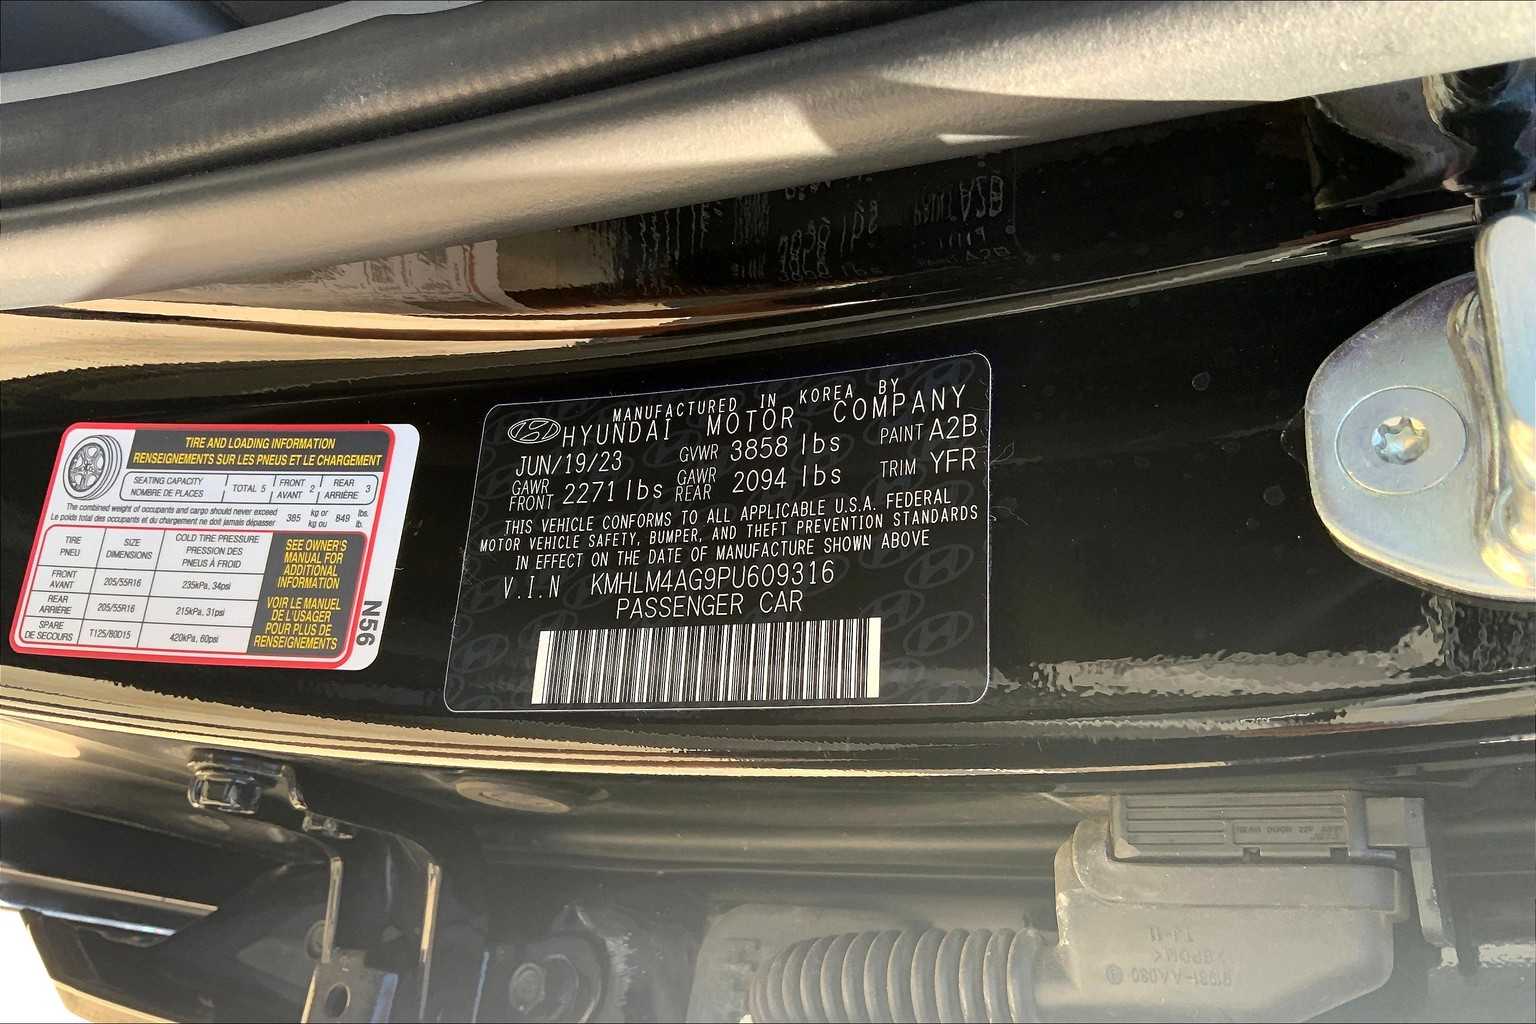 TIRE AND LOADING INFORMATION
RENSEIGNEMENTS SUR LES PNEUS ET LE CHARGEMENT
SEATING CAPACITY
NOMBRE DE PLACES
TOTAL 5
FRONT
AVANT 2
REAR
ARRIÈRE 3
The combined weight of occupants and cargo should never exceed 385 kg or 849 lbs.
Le poids total des occupants et du chargement ne doit jamais dépasser kg ou lb.
TIRE
PNEU
SIZE
DIMENSIONS
COLD TIRE PRESSURE
PRESSION DES
PNEUS À FROID
FRONT
AVANT
205/55R16
235kPa, 34psi
REAR
ARRIÈRE
205/55R16
215kPa, 31psi
SPARE
DE SECOURS
T125/80D15
420kPa, 60psi
SEE OWNER'S
MANUAL FOR
ADDITIONAL
INFORMATION
VOIR LE MANUEL
DE L'USAGER
POUR PLUS DE
RENSEIGNEMENTS
N56
MANUFACTURED IN KOREA BY
HYUNDAI MOTOR COMPANY
JUN/19/23 GVWR 3858 lbs PAINT A2B
GAWR FRONT 2271 lbs GAWR REAR 2094 lbs TRIM YFR
THIS VEHICLE CONFORMS TO ALL APPLICABLE U.S.A. FEDERAL
MOTOR VEHICLE SAFETY, BUMPER, AND THEFT PREVENTION STANDARDS
IN EFFECT ON THE DATE OF MANUFACTURE SHOWN ABOVE
V.I.N KMHLM4AG9PU609316
PASSENGER CAR